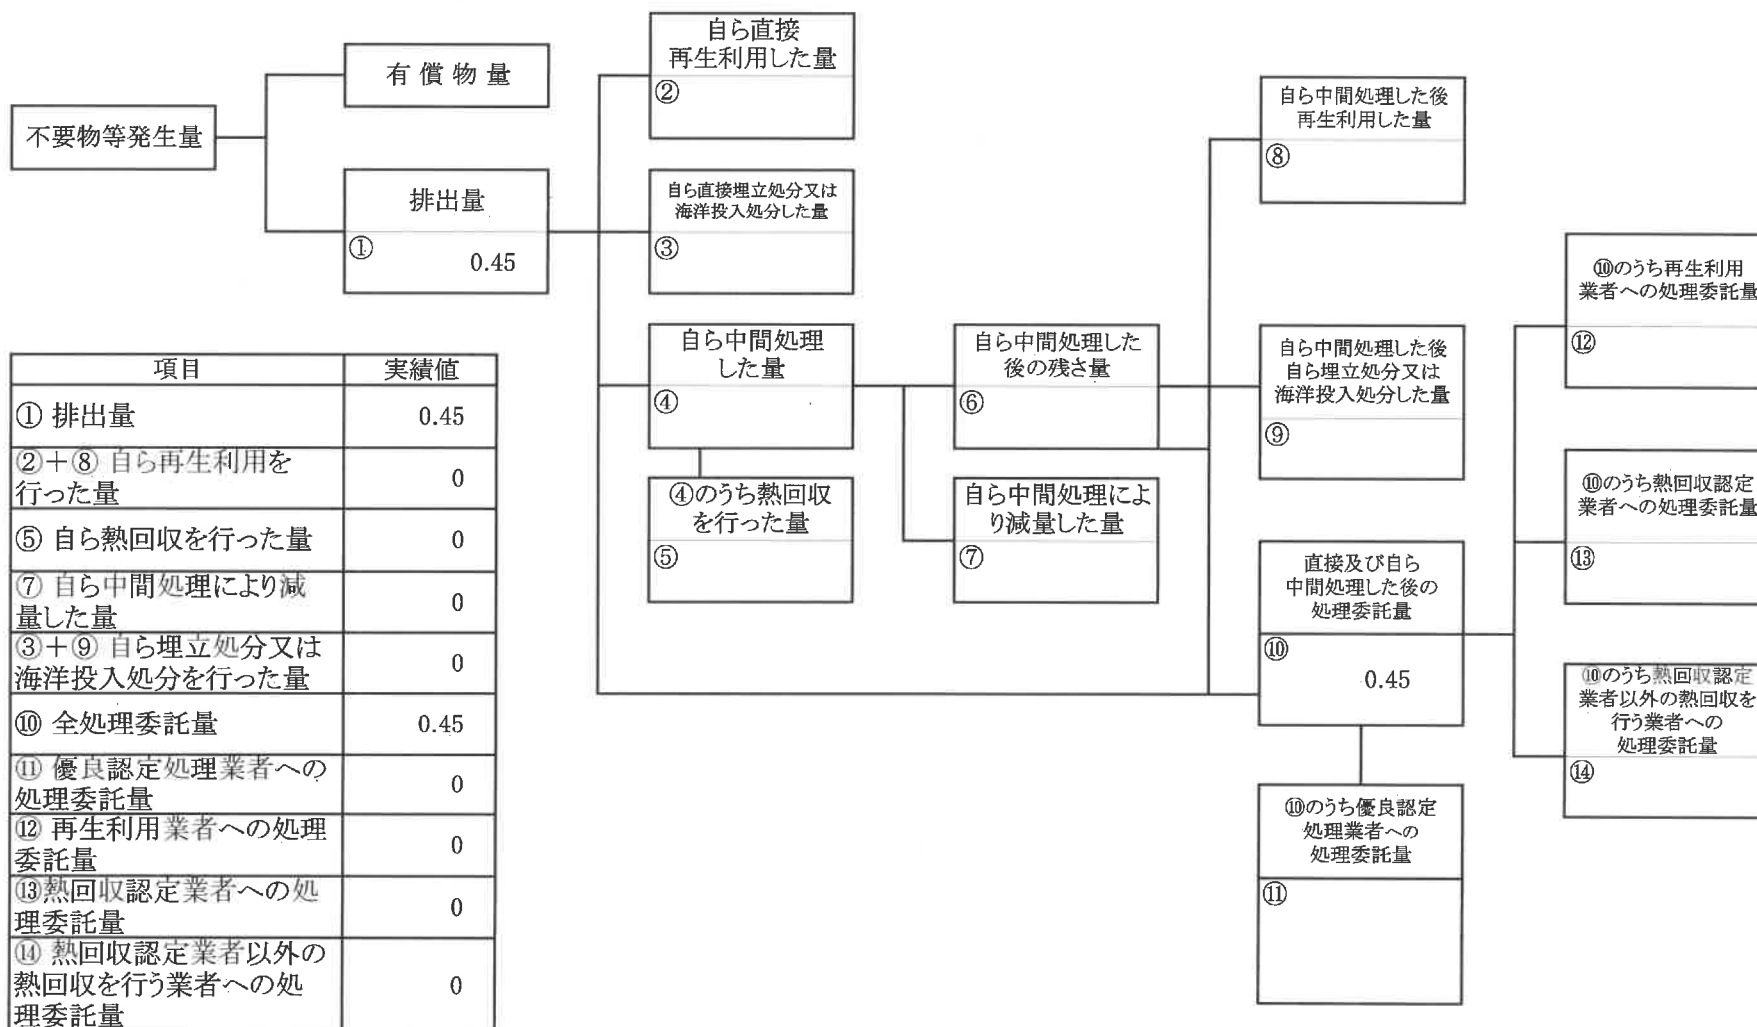 不要物等発生量
有償物量
排出量
①
0.45
自ら直接
再生利用した量
②
自ら直接埋立処分又は
海洋投入処分した量
③
自ら中間処理
した量
④
④のうち熱回収
を行った量
⑤
自ら中間処理した
後の残さ量
⑥
自ら中間処理によ
り減量した量
⑦
自ら中間処理した後
再生利用した量
⑧
自ら中間処理した後
自ら埋立処分又は
海洋投入処分した量
⑨
直接及び自ら
中間処理した後の
処理委託量
⑩
0.45
⑩のうち優良認定
処理業者への
処理委託量
⑪
⑩のうち再生利用
業者への処理委託量
⑫
⑩のうち熱回収認定
業者への処理委託量
⑬
⑩のうち熱回収認定
業者以外の熱回収を
行う業者への
処理委託量
⑭
項目 実績値
① 排出量 0.45
②+⑧ 自ら再生利用を
行った量 0
⑤ 自ら熱回収を行った量 0
⑦ 自ら中間処理により減
量した量 0
③+⑨ 自ら埋立処分又は
海洋投入処分を行った量 0
⑩ 全処理委託量 0.45
⑪ 優良認定処理業者への
処理委託量 0
⑫ 再生利用業者への処理
委託量 0
⑬熱回収認定業者への処
理委託量 0
⑭ 熱回収認定業者以外の
熱回収を行う業者への処
理委託量 0